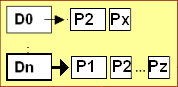 D0 P2 Px
:
Dn P1 P2 ... Pz